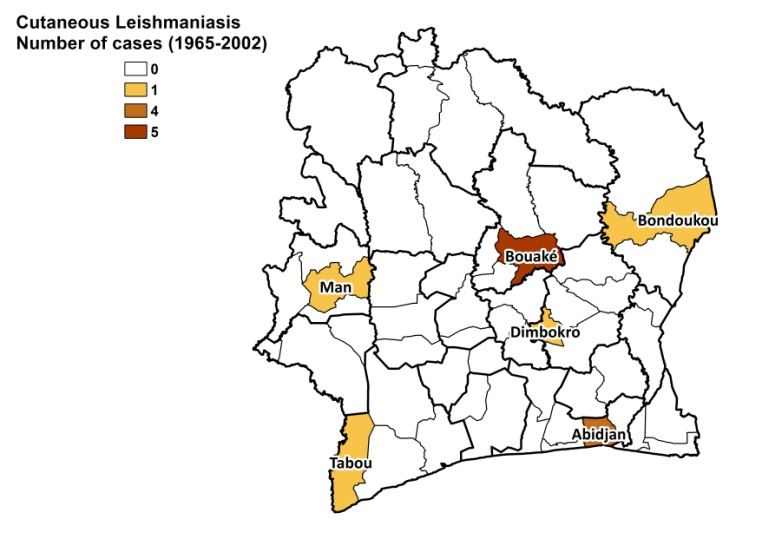 Cutaneous Leishmaniasis
Number of cases (1965-2002)
0
1
4
5
Bondoukou
Bouaké
Man
Dimbokro
Abidjan
Tabou